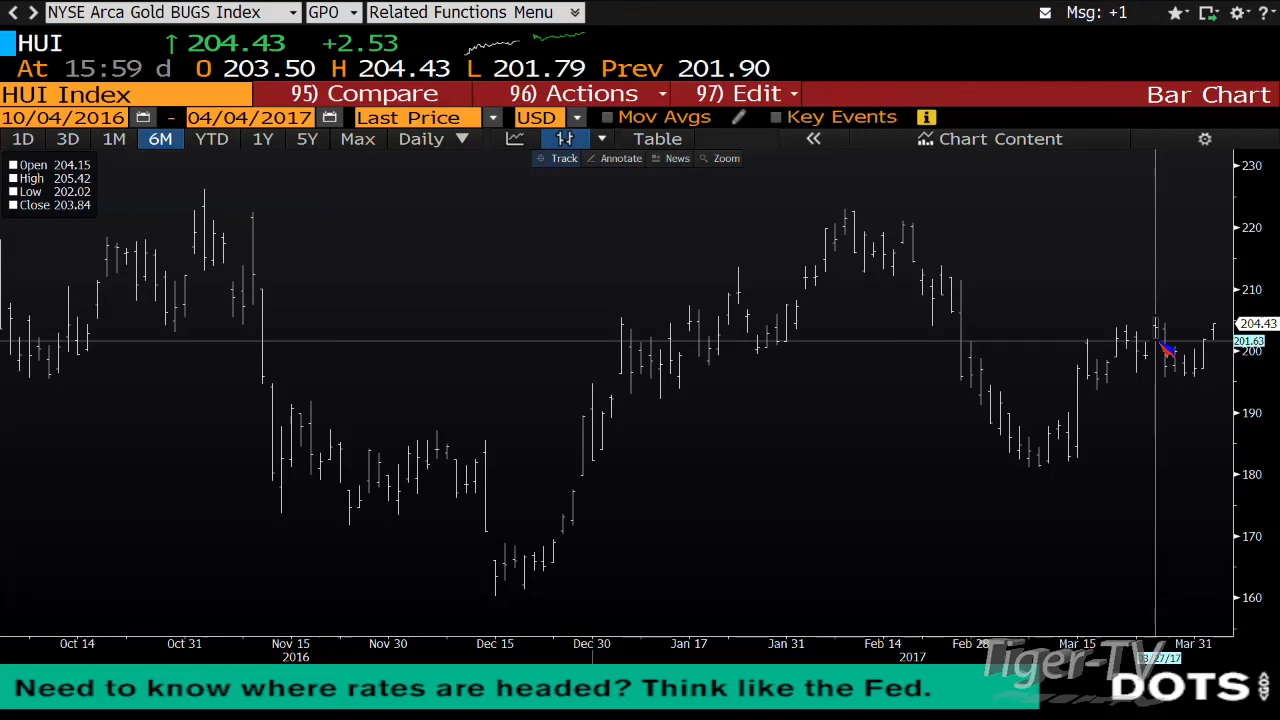 NYSE Arca Gold BUGS Index GPO Related Functions Menu Msg: +1 ?
HUI ↑ 204.43 +2.53
At 15:59 d O 203.50 H 204.43 L 201.79 Prev 201.90
HUI Index 95) Compare 96) Actions 97) Edit Bar Chart
10/04/2016 - 04/04/2017 Last Price USD Mov Avgs Key Events i
1D 3D 1M 6M YTD 1Y 5Y Max Daily ▼ Table « Chart Content
Track Annotate News Zoom
Open 204.15
High 205.42
Low 202.02
Close 203.84
230
220
210
204.43
201.63
200
190
180
170
160
Oct 14 Oct 31 Nov 15 Nov 30 Dec 15 Dec 30 Jan 17 Jan 31 Feb 14 Feb 28 Mar 15 Mar 31
2016 2017 03/27/17
Tiger-TV
Need to know where rates are headed? Think like the Fed.
DOTS